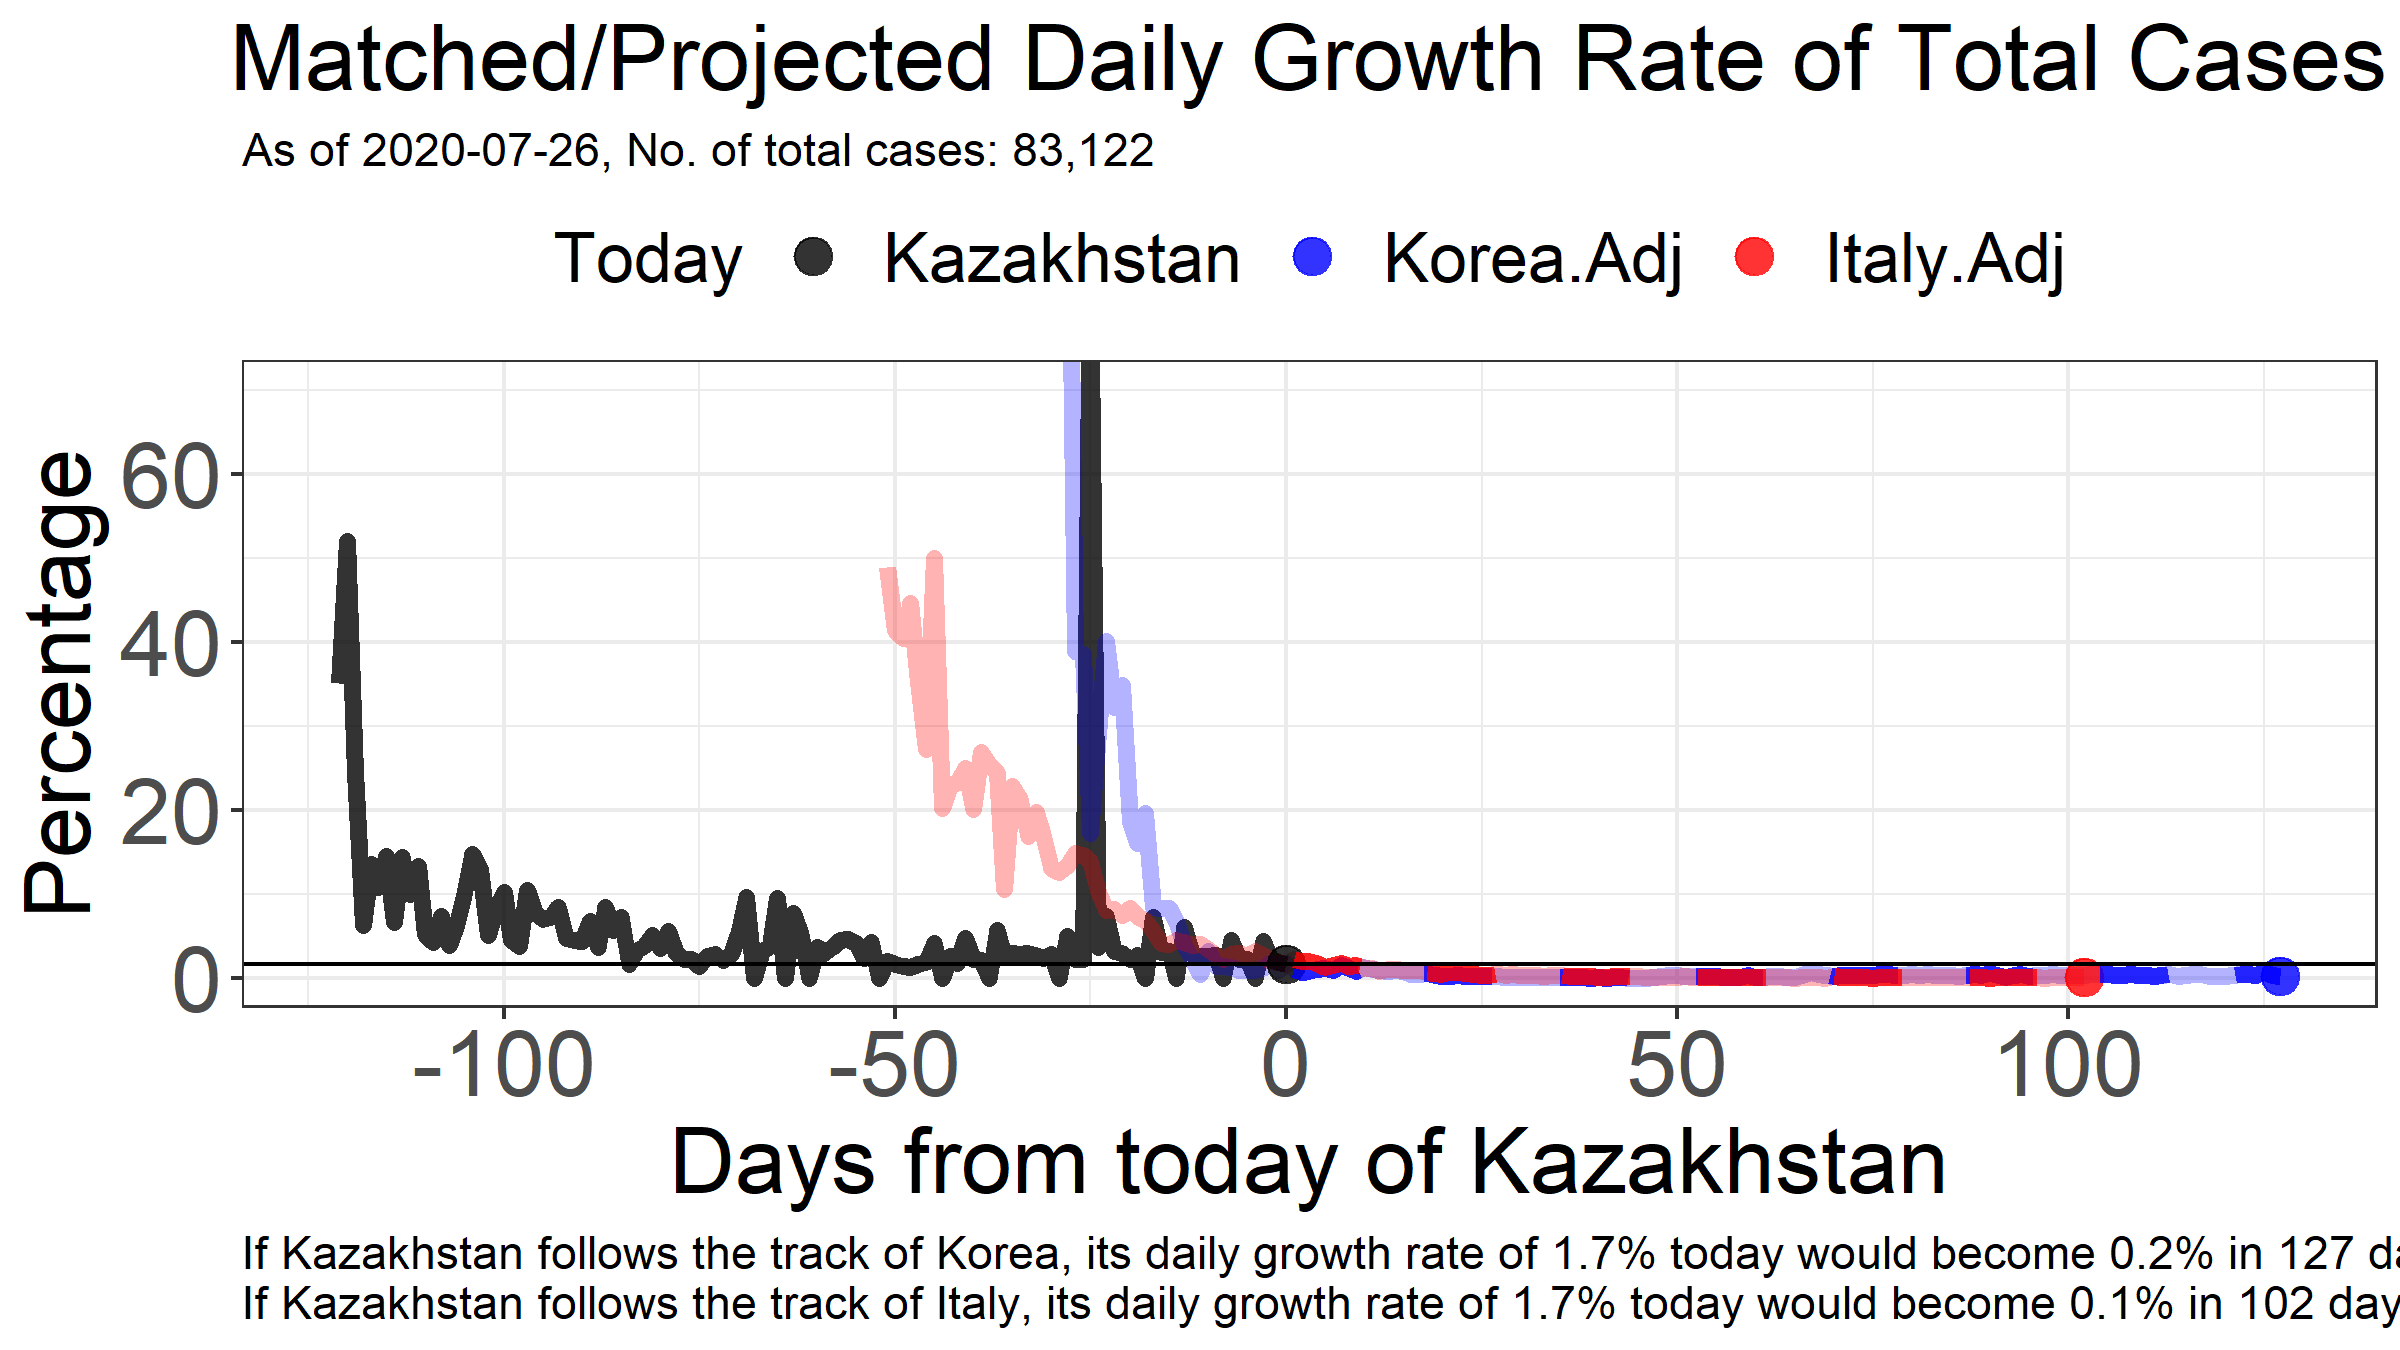 Matched/Projected Daily Growth Rate of Total Cases
As of 2020-07-26, No. of total cases: 83,122
Today Kazakhstan Korea.Adj Italy.Adj
Percentage
60
40
20
0
-100 -50 0 50 100
Days from today of Kazakhstan
If Kazakhstan follows the track of Korea, its daily growth rate of 1.7% today would become 0.2% in 127 da
If Kazakhstan follows the track of Italy, its daily growth rate of 1.7% today would become 0.1% in 102 day